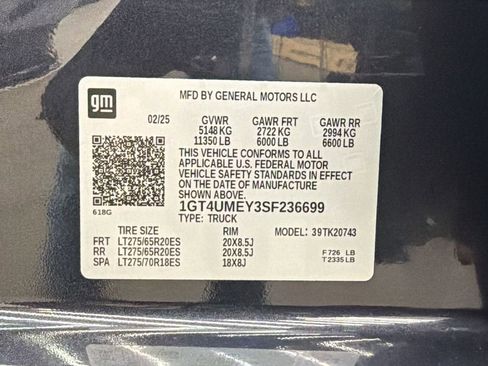 gm
MFD BY GENERAL MOTORS LLC
02/25 GVWR GAWR FRT GAWR RR
5148 KG 2722 KG 2994 KG
11350 LB 6000 LB 6600 LB
THIS VEHICLE CONFORMS TO ALL
APPLICABLE U.S. FEDERAL MOTOR
VEHICLE SAFETY STANDARDS IN EFFECT
ON THE DATE OF MANUFACTURE
SHOWN ABOVE.
618G
1GT4UMEY3SF236699
TYPE: TRUCK MODEL: 39TK20743
TIRE SIZE RIM
FRT LT275/65R20ES 20X8.5J F 726 LB
RR LT275/65R20ES 20X8.5J T 2335 LB
SPA LT275/70R18ES 18X8J